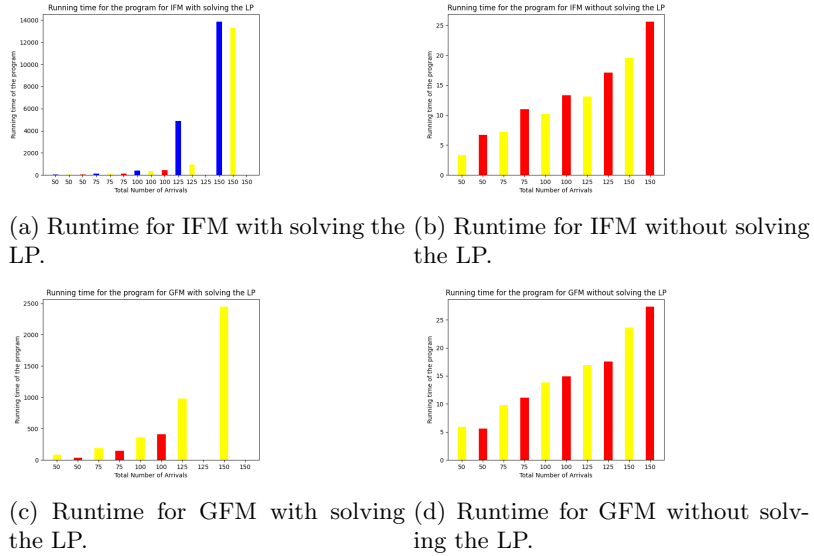 Running time for the program for IFM with solving the LP
Running time of the program
14000
12000
10000
8000
6000
4000
2000
0
50 50 50 75 75 75 100 100 100 125 125 125 150 150 150
Total Number of Arrivals
Running time for the program for IFM without solving the LP
Running time of the program
25
20
15
10
5
0
50 50 75 75 100 100 125 125 150 150
Total Number of Arrivals
(a) Runtime for IFM with solving the
LP.
(b) Runtime for IFM without solving
the LP.
Running time for the program for GFM with solving the LP
Running time of the program
2500
2000
1500
1000
500
0
50 50 75 75 100 100 125 125 150 150
Total Number of Arrivals
Running time for the program for GFM without solving the LP
Running time of the program
25
20
15
10
5
0
50 50 75 75 100 100 125 125 150 150
Total Number of Arrivals
(c) Runtime for GFM with solving
the LP.
(d) Runtime for GFM without solv-
ing the LP.